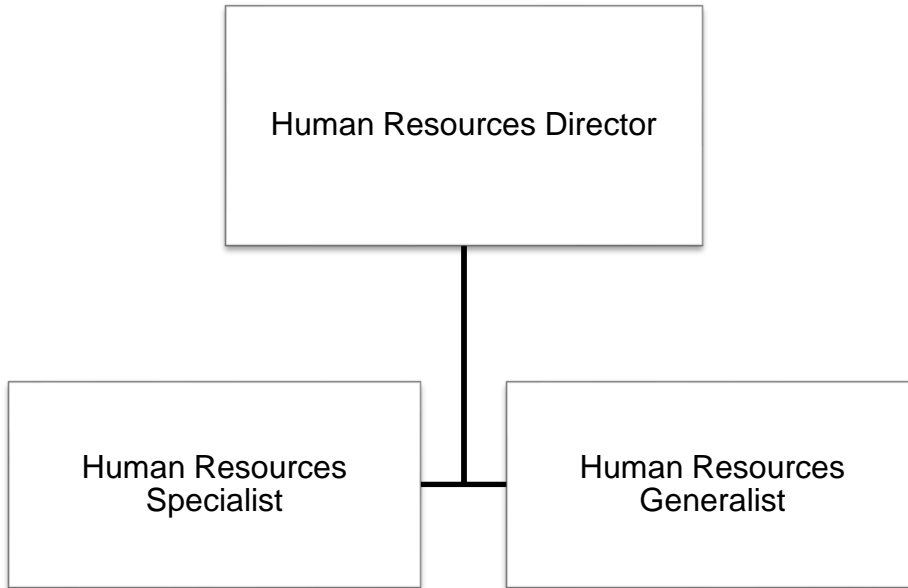 Human Resources Director
Human Resources
Specialist
Human Resources
Generalist